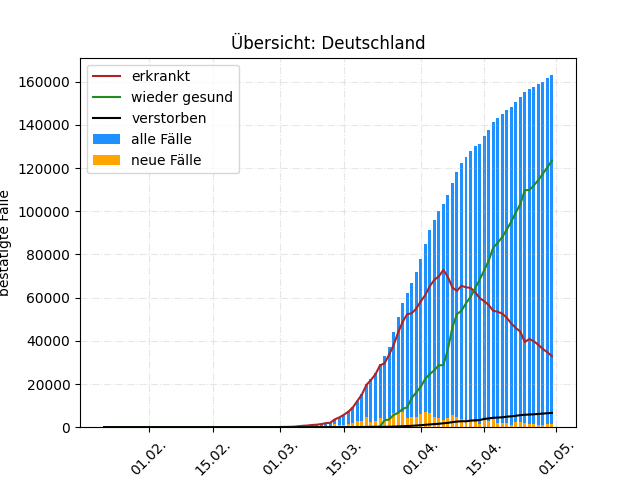 Übersicht: Deutschland
erkrankt
wieder gesund
verstorben
alle Fälle
neue Fälle
bestätigte Fälle
160000
140000
120000
100000
80000
60000
40000
20000
0
01.02.
15.02.
01.03.
15.03.
01.04.
15.04.
01.05.